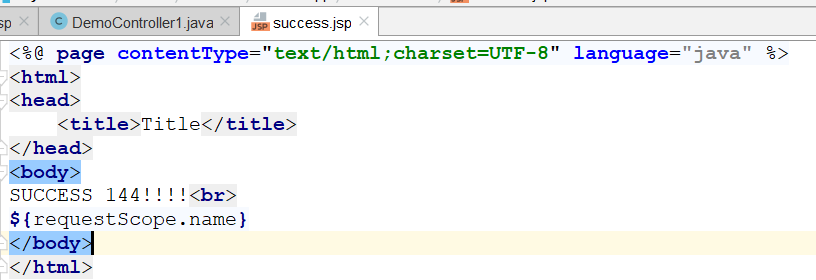 sp DemoController1.java success.jsp
<%@ page contentType="text/html;charset=UTF-8" language="java" %>
<html>
<head>
    <title>Title</title>
</head>
<body>
SUCCESS 144!!!!<br>
${requestScope.name}
</body>
</html>